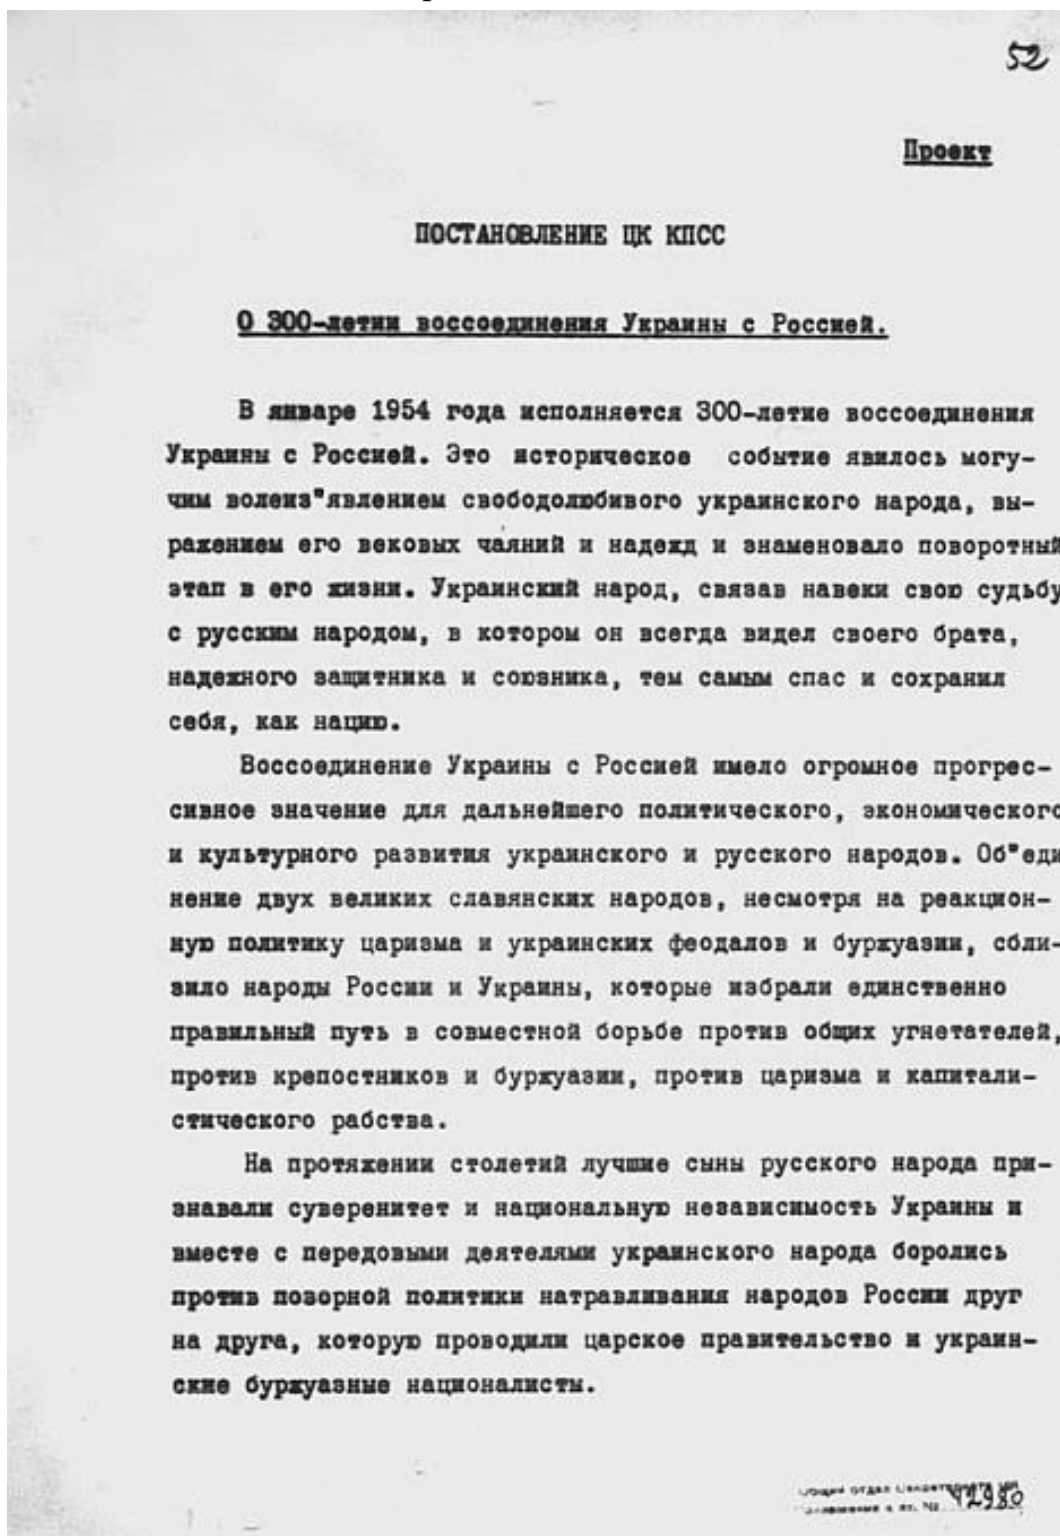 52
Проект
ПОСТАНОВЛЕНИЕ ЦК КПСС
О 300-летии воссоединения Украины с Россией.
В январе 1954 года исполняется 300-летие воссоединения
Украины с Россией. Это историческое событие явилось могу-
чим волеиз"явлением свободолюбивого украинского народа, вы-
ражением его вековых чаяний и надежд и знаменовало поворотный
этап в его жизни. Украинский народ, связав навеки свою судьбу
с русским народом, в котором он всегда видел своего брата,
надежного защитника и союзника, тем самым спас и сохранил
себя, как нацию.
Воссоединение Украины с Россией имело огромное прогрес-
сивное значение для дальнейшего политического, экономического
и культурного развития украинского и русского народов. Об"еди
нение двух великих славянских народов, несмотря на реакцион-
ную политику царизма и украинских феодалов и буржуазии, сбли-
зило народы России и Украины, которые избрали единственно
правильный путь в совместной борьбе против общих угнетателей,
против крепостников и буржуазии, против царизма и капитали-
стического рабства.
На протяжении столетий лучшие сыны русского народа при-
знавали суверенитет и национальную независимость Украины и
вместе с передовыми деятелями украинского народа боролись
против позорной политики натравливания народов России друг
на друга, которую проводили царское правительство и украин-
ские буржуазные националисты.
Общий отдел Секретариата
к вх. № 42980